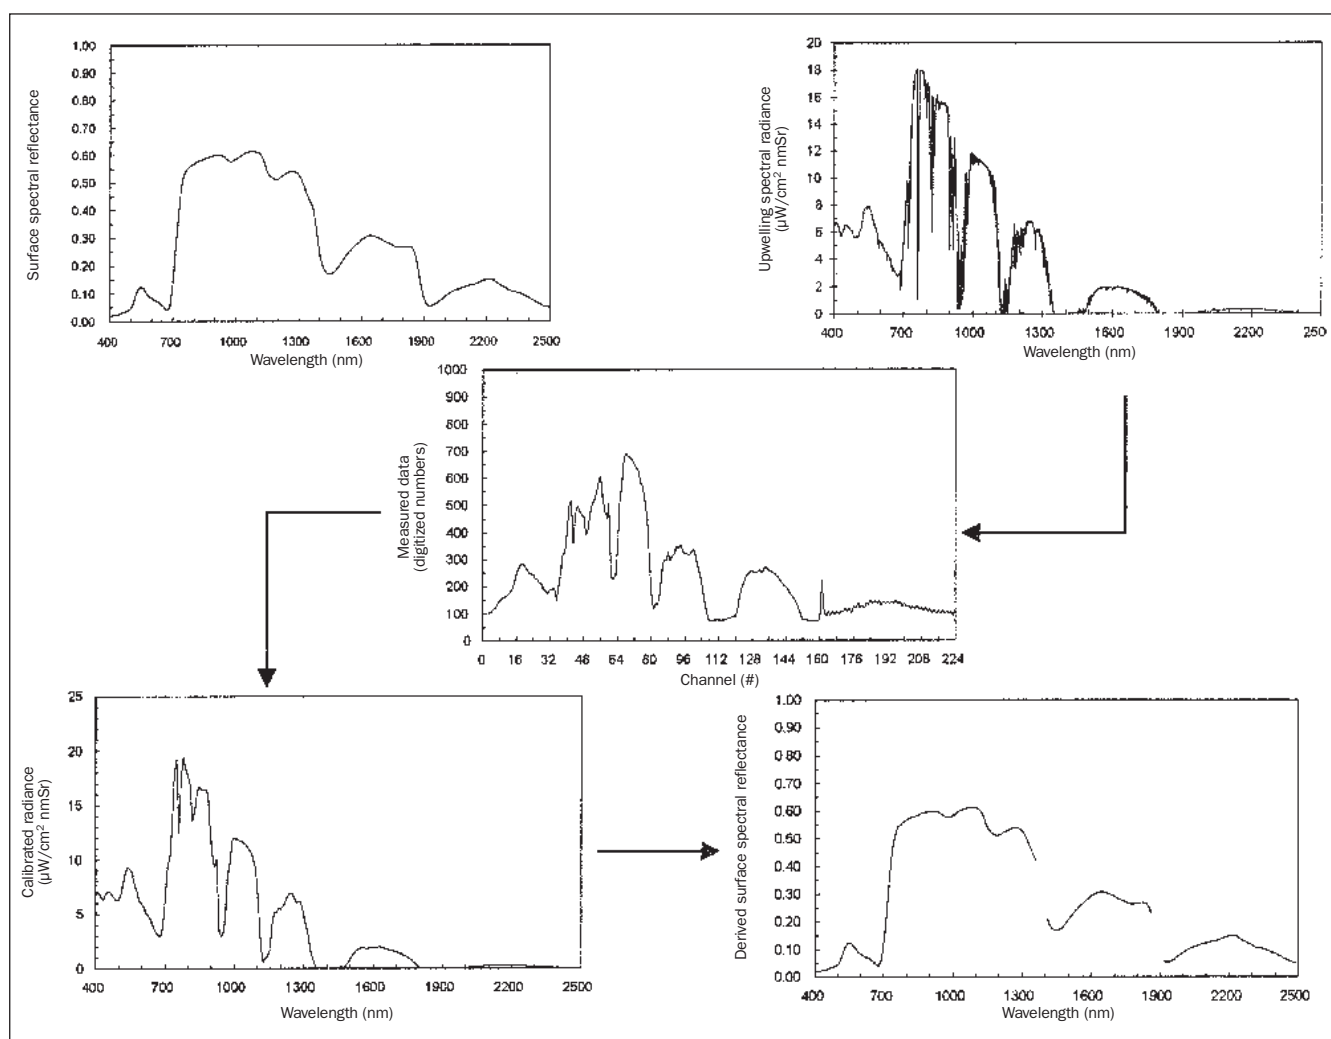 Surface spectral reflectance
1.00
0.90
0.80
0.70
0.60
0.50
0.40
0.30
0.20
0.10
0.00
400 700 1000 1300 1600 1900 2200 2500
Wavelength (nm)
Upwelling spectral radiance
(µW/cm² nmSr)
20
18
16
14
12
10
8
6
4
2
0
400 700 1000 1300 1600 1900 2200 250
Wavelength (nm)
Measured data
(digitized numbers)
1000
900
800
700
600
500
400
300
200
100
0
0 16 32 48 64 80 96 112 128 144 160 176 192 208 224
Channel (#)
Calibrated radiance
(µW/cm² nmSr)
25
20
15
10
5
0
400 700 1000 1300 1600 1900 2200 2500
Wavelength (nm)
Derived surface spectral reflectance
1.00
0.90
0.80
0.70
0.60
0.50
0.40
0.30
0.20
0.10
0.00
400 700 1000 1300 1600 1900 2200 2500
Wavelength (nm)